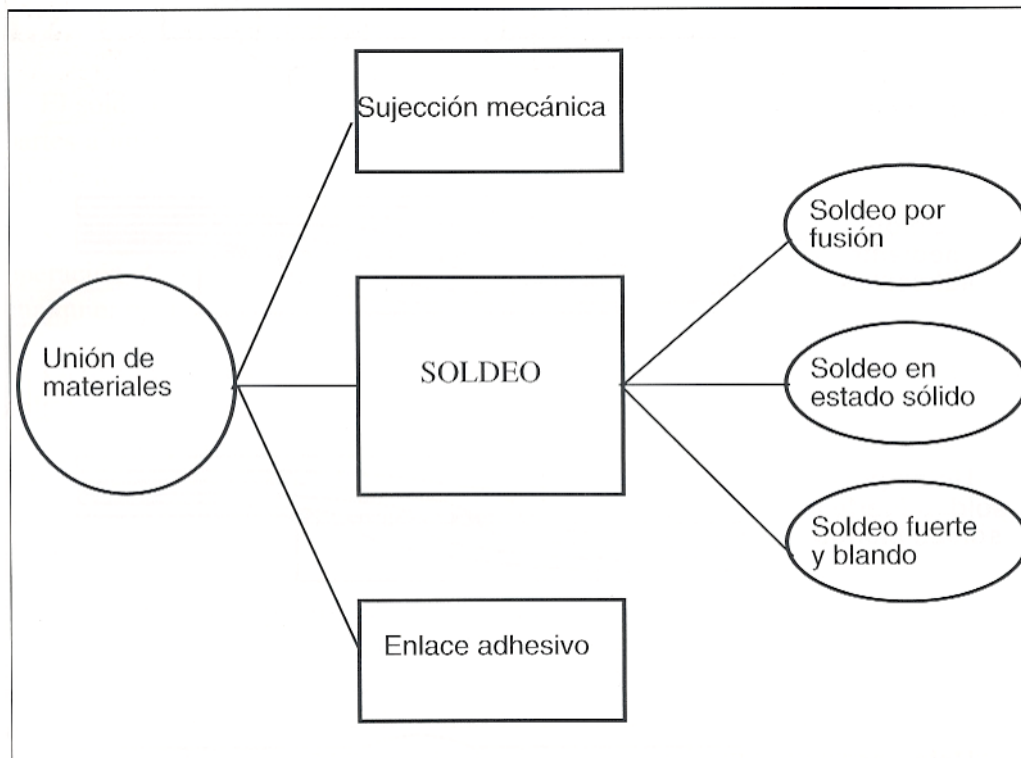 Sujección mecánica
Soldeo por
fusión
Unión de
materiales
SOLDEO
Soldeo en
estado sólido
Soldeo fuerte
y blando
Enlace adhesivo